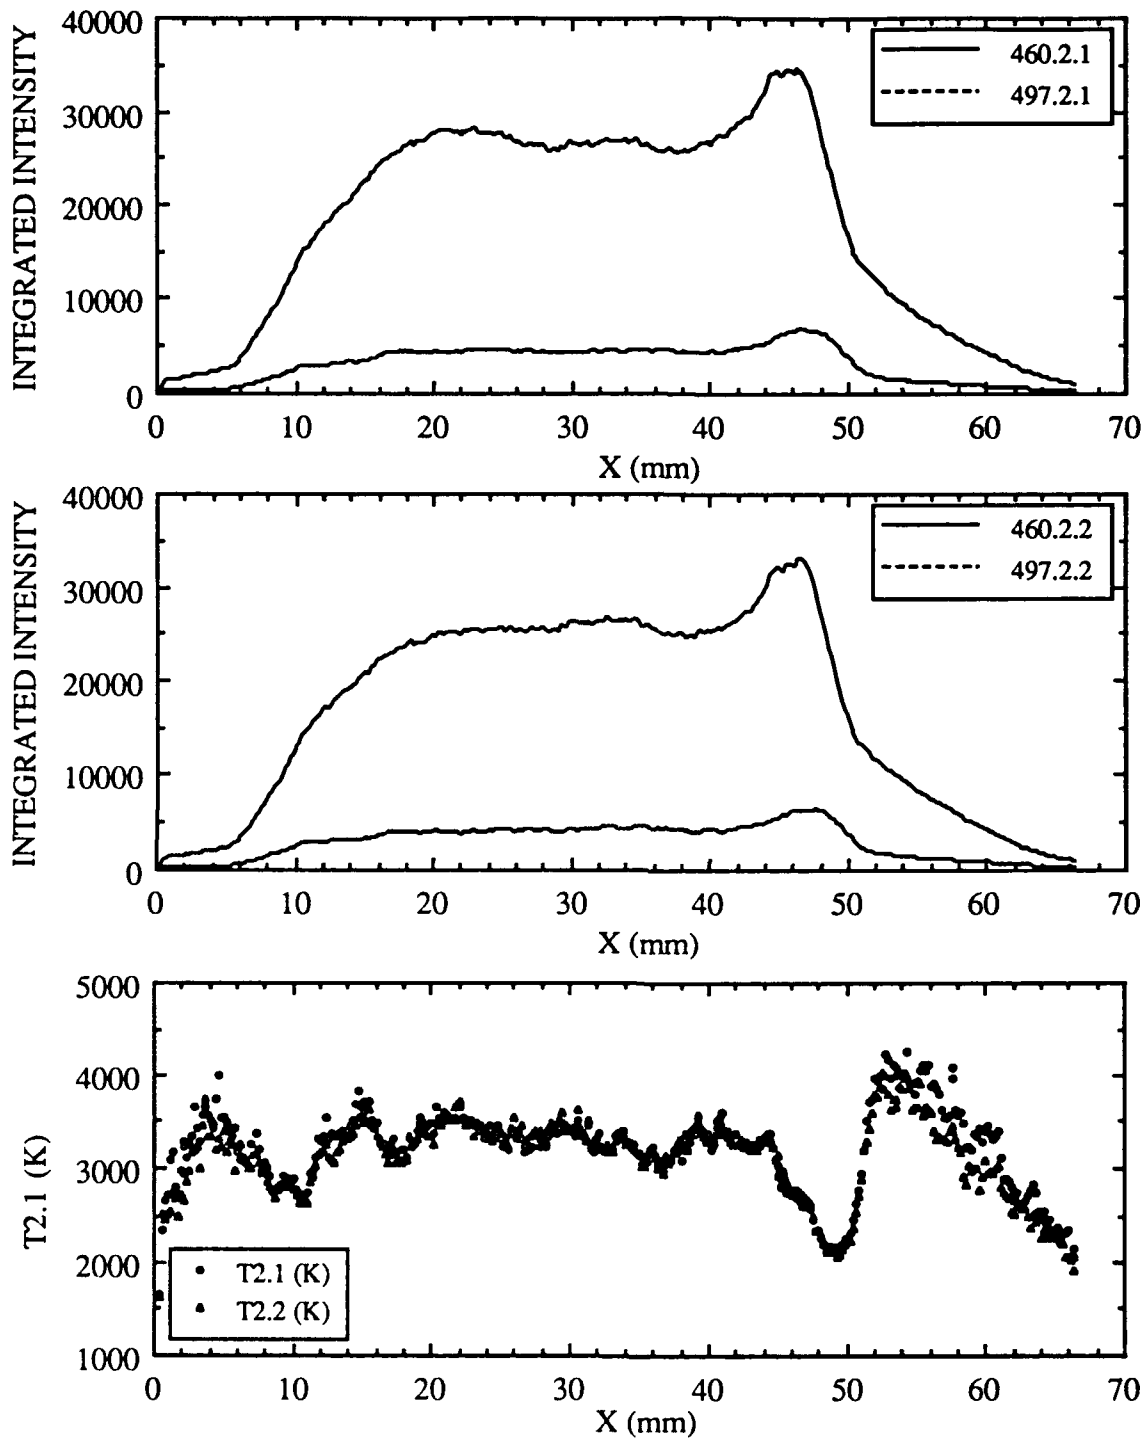 INTEGRATED INTENSITY
40000
30000
20000
10000
0
460.2.1
497.2.1
0 10 20 30 40 50 60 70
X (mm)
INTEGRATED INTENSITY
40000
30000
20000
10000
0
460.2.2
497.2.2
0 10 20 30 40 50 60 70
X (mm)
T2.1 (K)
5000
4000
3000
2000
1000
T2.1 (K)
T2.2 (K)
0 10 20 30 40 50 60 70
X (mm)